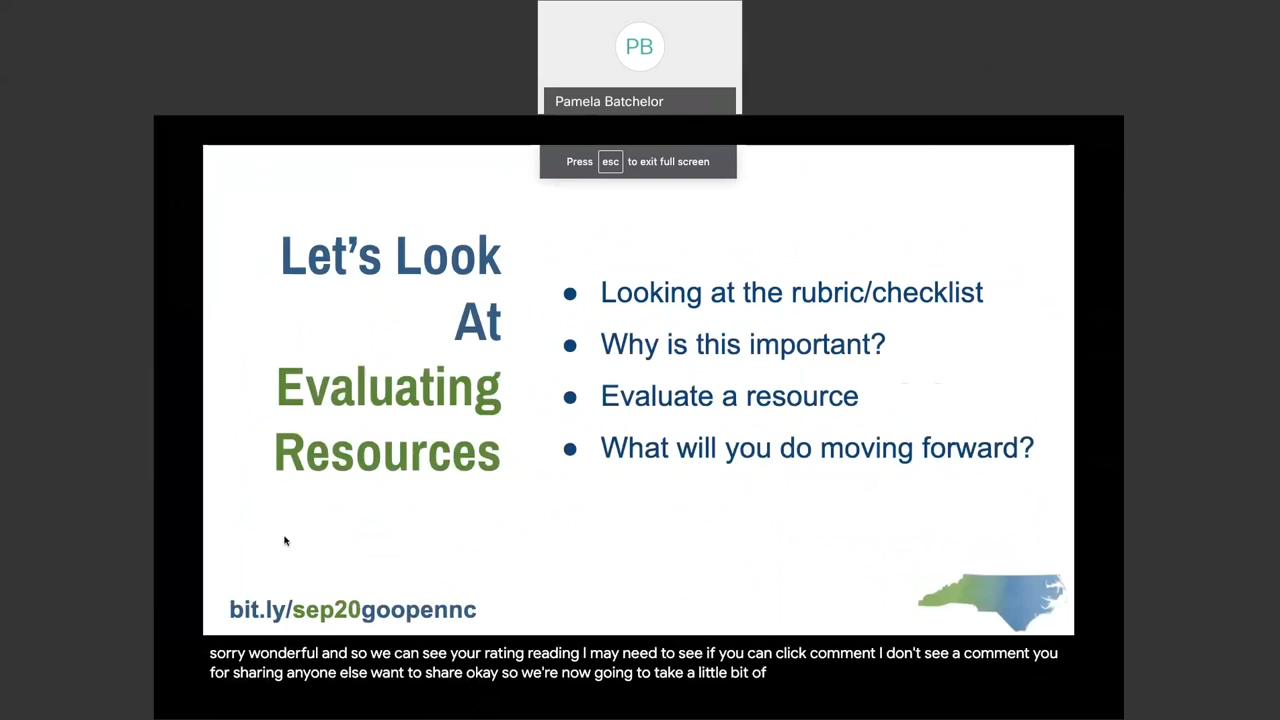 PB
Pamela Batchelor
Press esc to exit full screen
Let's Look
At
Evaluating
Resources
● Looking at the rubric/checklist
● Why is this important?
● Evaluate a resource
● What will you do moving forward?
bit.ly/sep20goopennc
sorry wonderful and so we can see your rating reading I may need to see if you can click comment I don't see a comment you
for sharing anyone else want to share okay so we're now going to take a little bit of